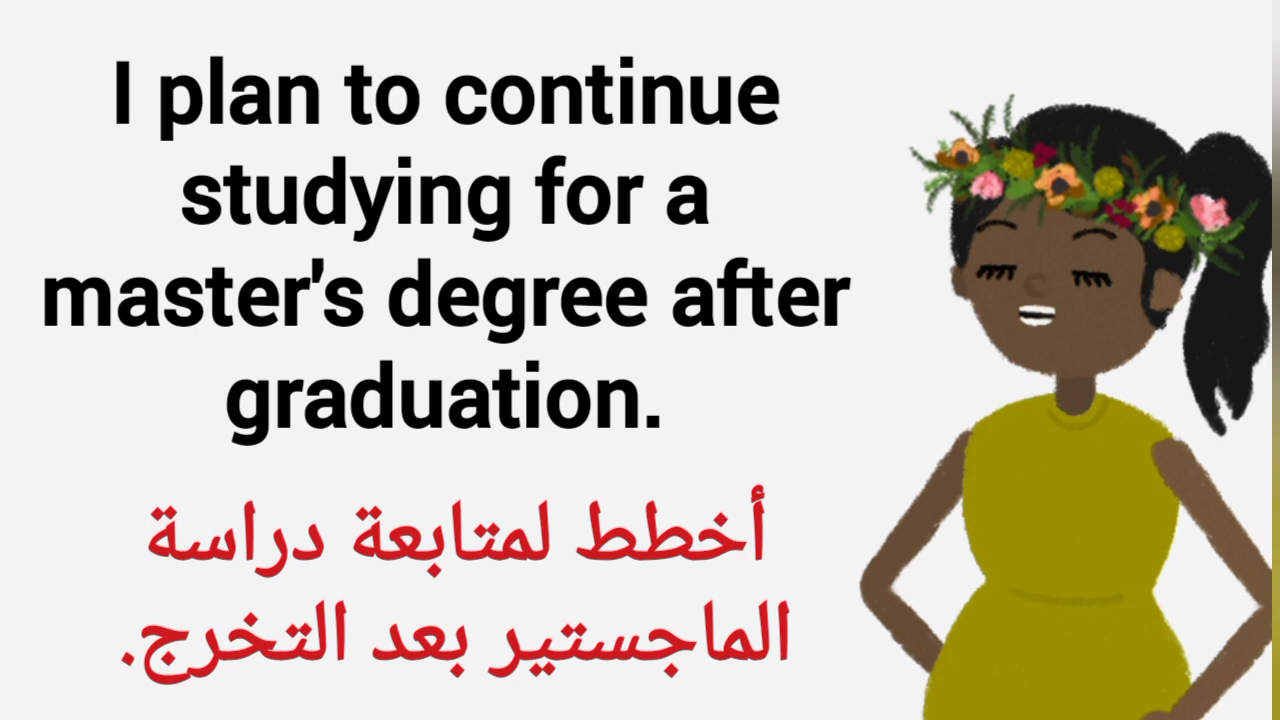 I plan to continue
studying for a
master's degree after
graduation.
أخطط لمتابعة دراسة
الماجستير بعد التخرج.